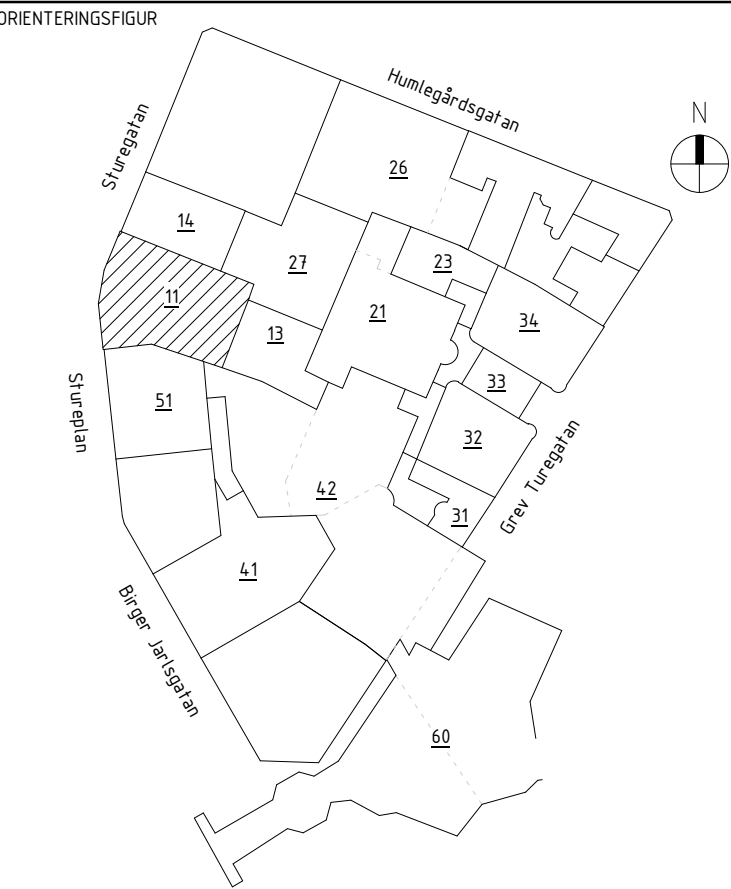 ORIENTERINGSFIGUR
Humlegårdsgatan
N
Sturegatan
26
14
23
27
11
21
34
13
33
Stureplan
51
32
42
Grev Turegatan
31
41
Birger Jarlsgatan
60